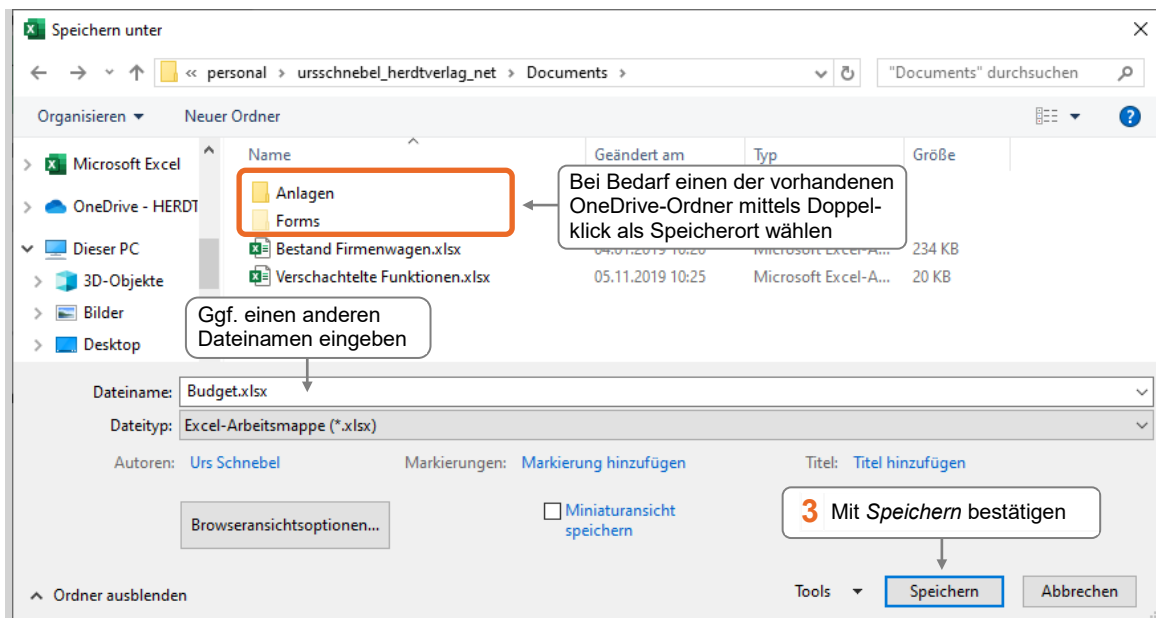 Speichern unter
« personal › ursschnebel_herdtverlag_net › Documents ›
"Documents" durchsuchen
Organisieren
Neuer Ordner
Name
Geändert am
Typ
Größe
Microsoft Excel
OneDrive - HERDT
Dieser PC
3D-Objekte
Bilder
Desktop
Anlagen
Forms
Bestand Firmenwagen.xlsx
234 KB
Verschachtelte Funktionen.xlsx
05.11.2019 10:25
Microsoft Excel-A...
20 KB
Bei Bedarf einen der vorhandenen
OneDrive-Ordner mittels Doppel-
klick als Speicherort wählen
Ggf. einen anderen
Dateinamen eingeben
Dateiname:
Budget.xlsx
Dateityp:
Excel-Arbeitsmappe (*.xlsx)
Autoren:
Urs Schnebel
Markierungen:
Markierung hinzufügen
Titel:
Titel hinzufügen
Browseransichtsoptionen...
Miniaturansicht
speichern
3 Mit Speichern bestätigen
Ordner ausblenden
Tools
Speichern
Abbrechen